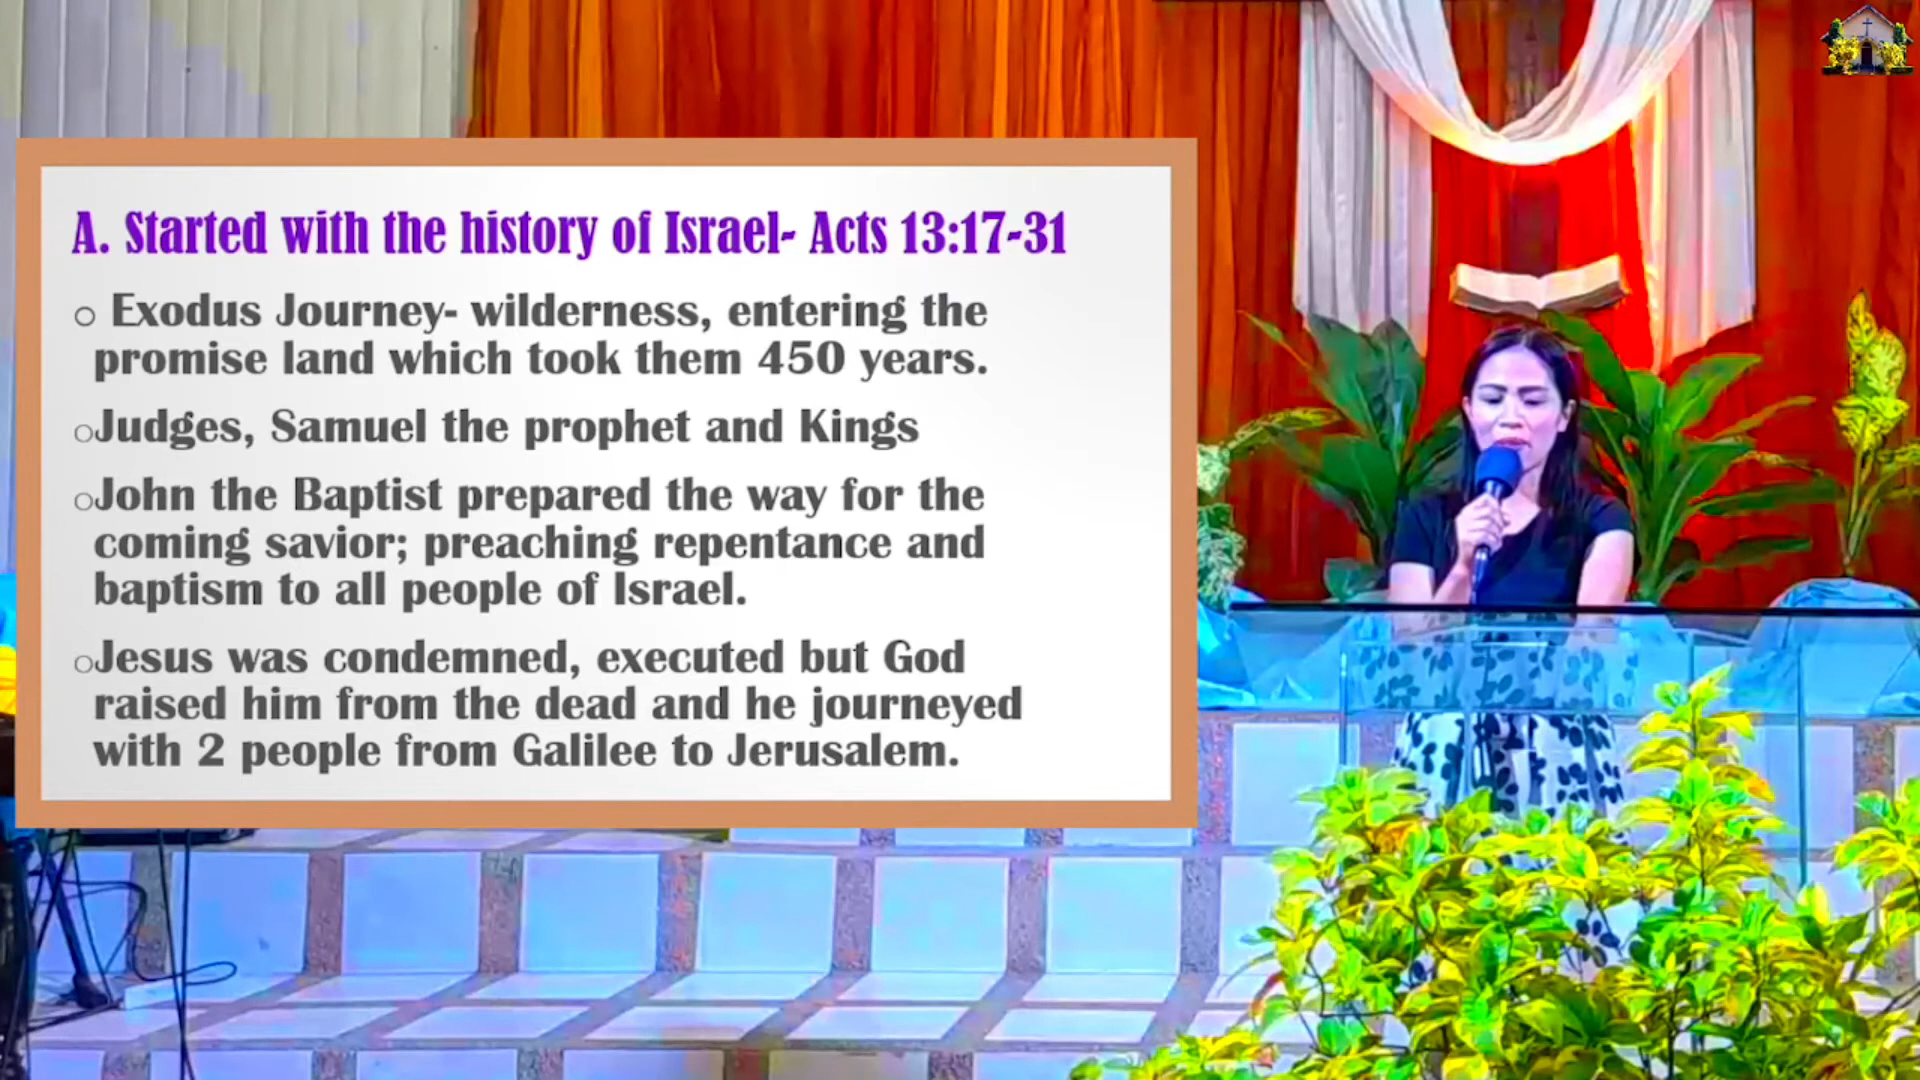 A. Started with the history of Israel- Acts 13:17-31
○ Exodus Journey- wilderness, entering the
promise land which took them 450 years.
○Judges, Samuel the prophet and Kings
○John the Baptist prepared the way for the
coming savior; preaching repentance and
baptism to all people of Israel.
○Jesus was condemned, executed but God
raised him from the dead and he journeyed
with 2 people from Galilee to Jerusalem.